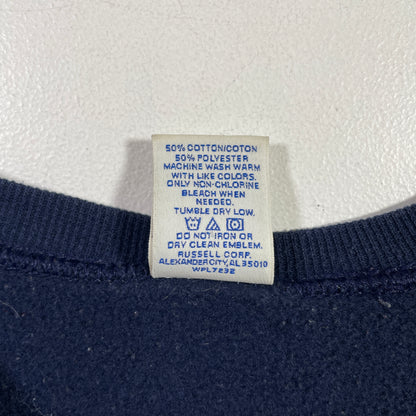 50% COTTON/COTON
50% POLYESTER
MACHINE WASH WARM
WITH LIKE COLORS.
ONLY NON-CHLORINE
BLEACH WHEN
NEEDED.
TUMBLE DRY LOW.
DO NOT IRON OR
DRY CLEAN EMBLEM.
RUSSELL CORP.
ALEXANDER CITY, AL 35010
WPL7232